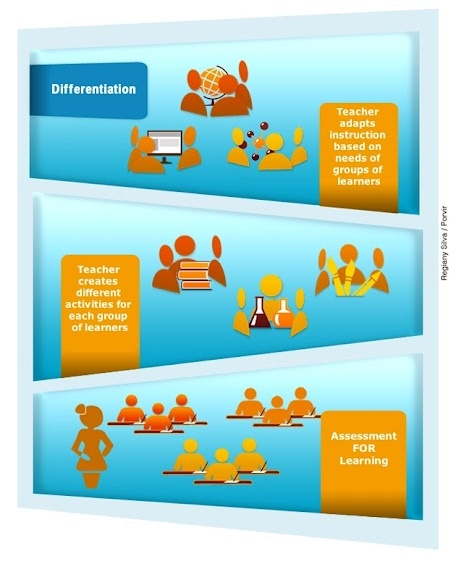 Differentiation
Teacher
adapts
instruction
based on
needs of
groups of
learners
Teacher
creates
different
activities for
each group
of learners
Assessment
FOR
Learning
Regiany Silva / Porvir